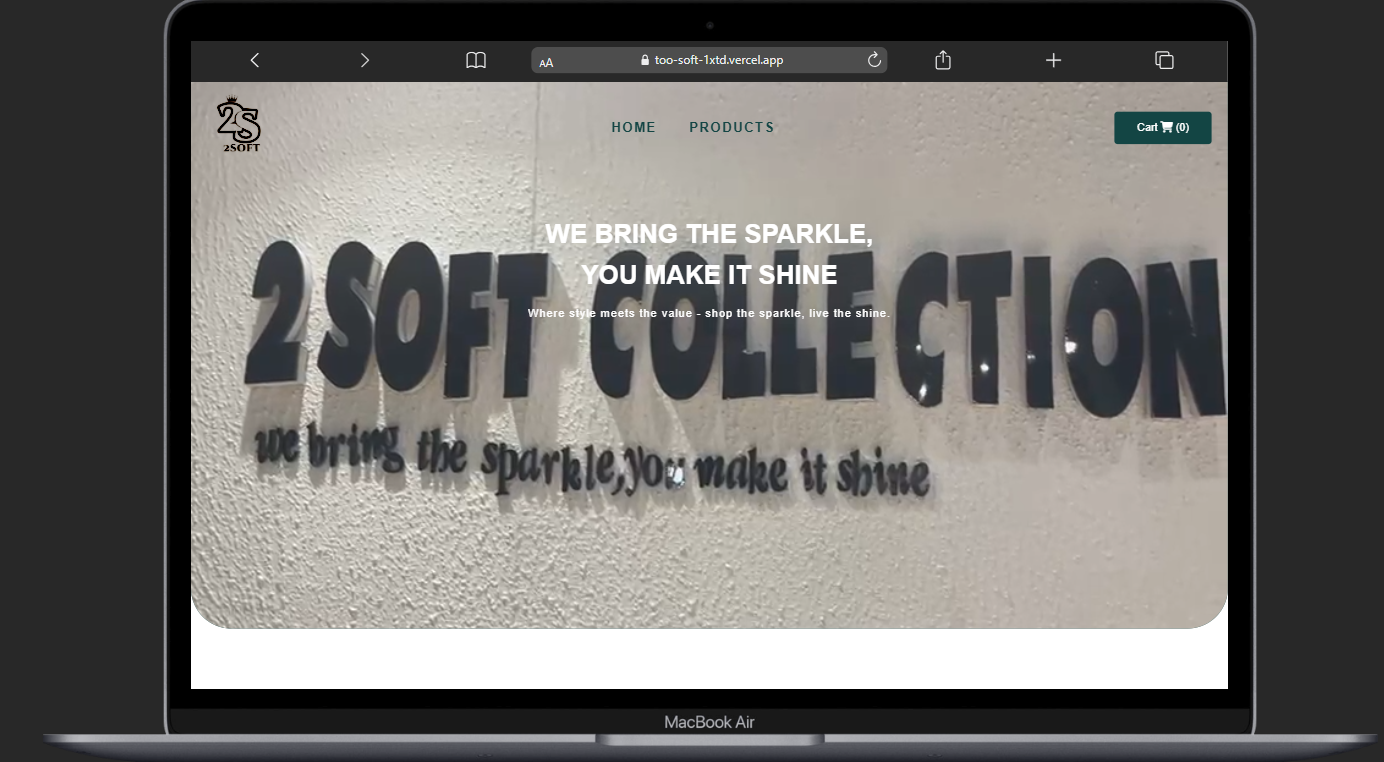 AA too-soft-1xtd.vercel.app
2S
2SOFT
HOME PRODUCTS Cart (0)
WE BRING THE SPARKLE,
YOU MAKE IT SHINE
Where style meets the value - shop the sparkle, live the shine.
2SOFT COLLECTION
we bring the sparkle,you make it shine
MacBook Air